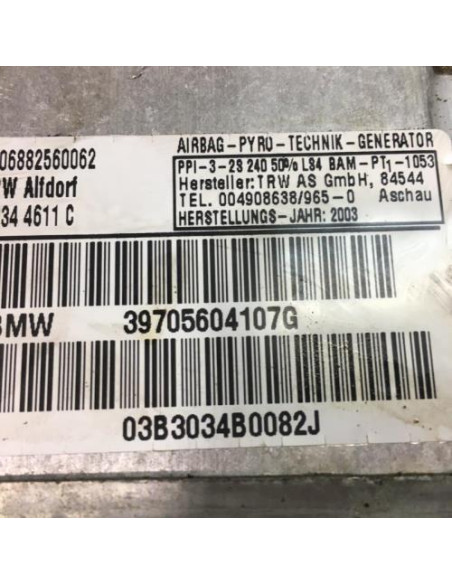 06882560062
W Alfdorf
34 4611 C
AIRBAG-PYRO-TECHNIK-GENERATOR
PPI-3-2S 240 50% LS4 BAM-PT1-1053
Hersteller: TRW AS GmbH, 84544
TEL. 004908638/965-0 Aschau
HERSTELLUNGS-JAHR: 2003
BMW 39705604107G
03B3034B0082J